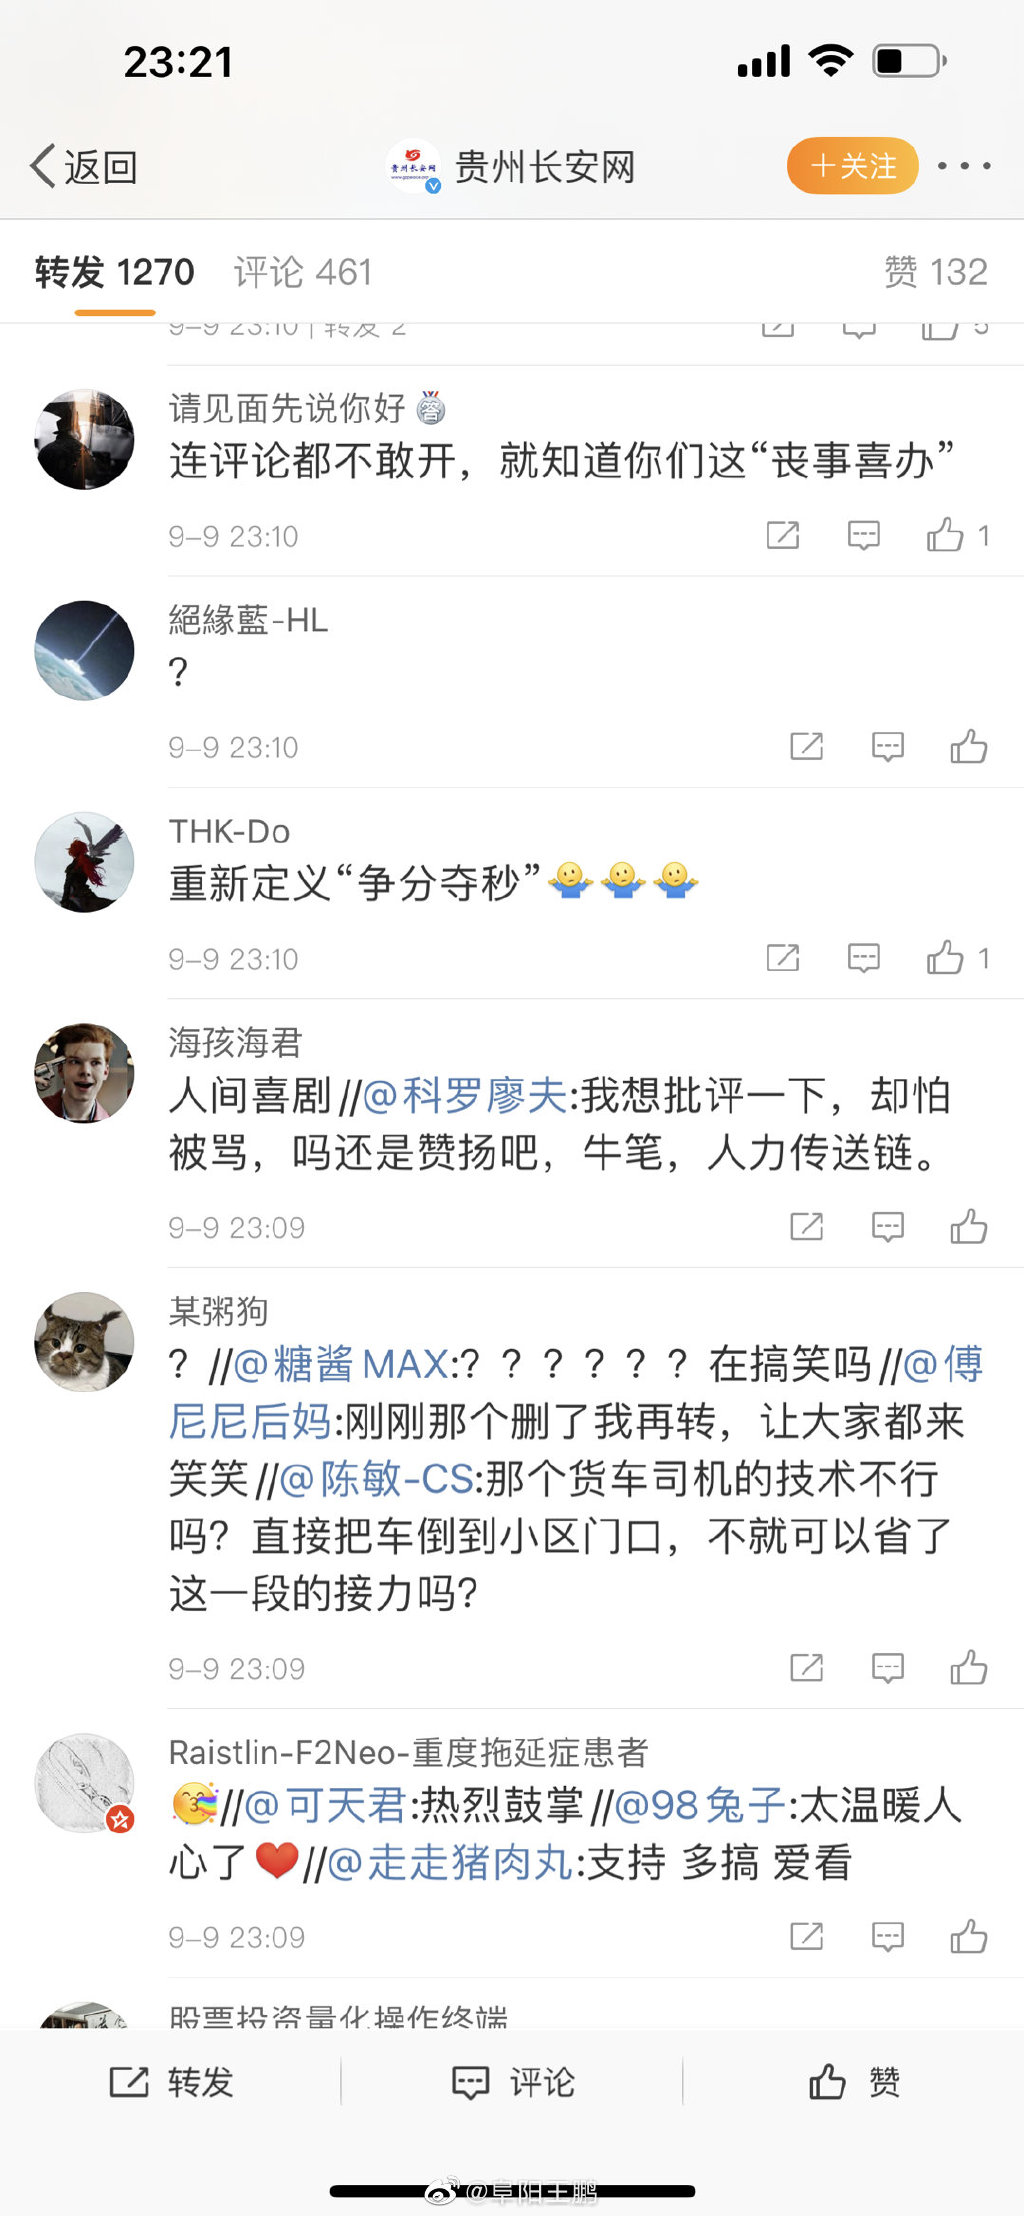 23:21
返回
贵州长安网
www.gzpeace.org
贵州长安网
+关注
转发 1270
评论 461
赞 132
9-9 23:10 | 转发 2
5
请见面先说你好
答
连评论都不敢开，就知道你们这“丧事喜办”
9-9 23:10
1
絕緣藍-HL
?
9-9 23:10
THK-Do
重新定义“争分夺秒”🤷🤷🤷
9-9 23:10
1
海孩海君
人间喜剧//@科罗廖夫:我想批评一下，却怕
被骂，吗还是赞扬吧，牛笔，人力传送链。
9-9 23:09
某粥狗
？//@糖酱MAX:？？？？？？在搞笑吗//@傅
尼尼后妈:刚刚那个删了我再转，让大家都来
笑笑//@陈敏-CS:那个货车司机的技术不行
吗？直接把车倒到小区门口，不就可以省了
这一段的接力吗？
9-9 23:09
Raistlin-F2Neo-重度拖延症患者
//@可天君:热烈鼓掌//@98兔子:太温暖人
心了❤//@走走猪肉丸:支持 多搞 爱看
9-9 23:09
股票投资量化操作终端
转发
评论
赞
@阜阳王鹏